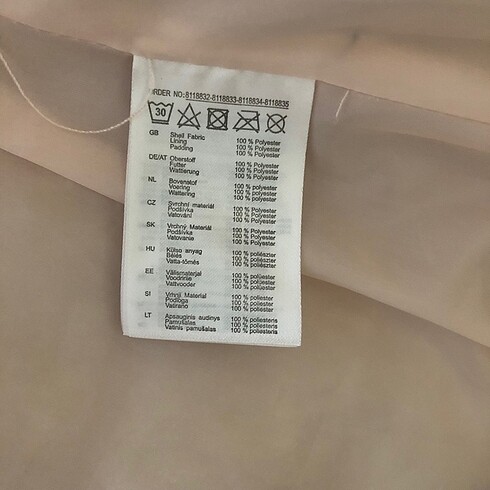 ORDER NO:8118832-8118833-8118834-8118835
30
GB Shell Fabric 100 % Polyester
Lining 100 % Polyester
Padding 100 % Polyester
DE/AT Oberstoff 100 % Polyester
Futter 100 % Polyester
Wattierung 100 % Polyester
NL Bovenstof 100 % Polyester
Voering 100 % Polyester
Wattering 100 % Polyester
CZ Svrchní materiál 100 % Polyester
Podšívka 100 % Polyester
Vatování 100 % Polyester
SK Vrchný Materiál 100 % Polyester
Podšívka 100 % Polyester
Vatovanie 100 % Polyester
HU Külso anyag 100 % poliészter
Bélés 100 % poliészter
Vatta-tömés 100 % poliészter
EE Välismaterjal 100 % polüester
Voodriide 100 % polüester
Vattvooder 100 % polüester
SI Vrhnji Material 100 % poliester
Podloga 100 % poliester
Vatirano 100 % poliester
LT Apsauginis audinys 100 % poliesteris
Pamušalas 100 % poliesteris
Vatinis pamušalas 100 % poliesteris